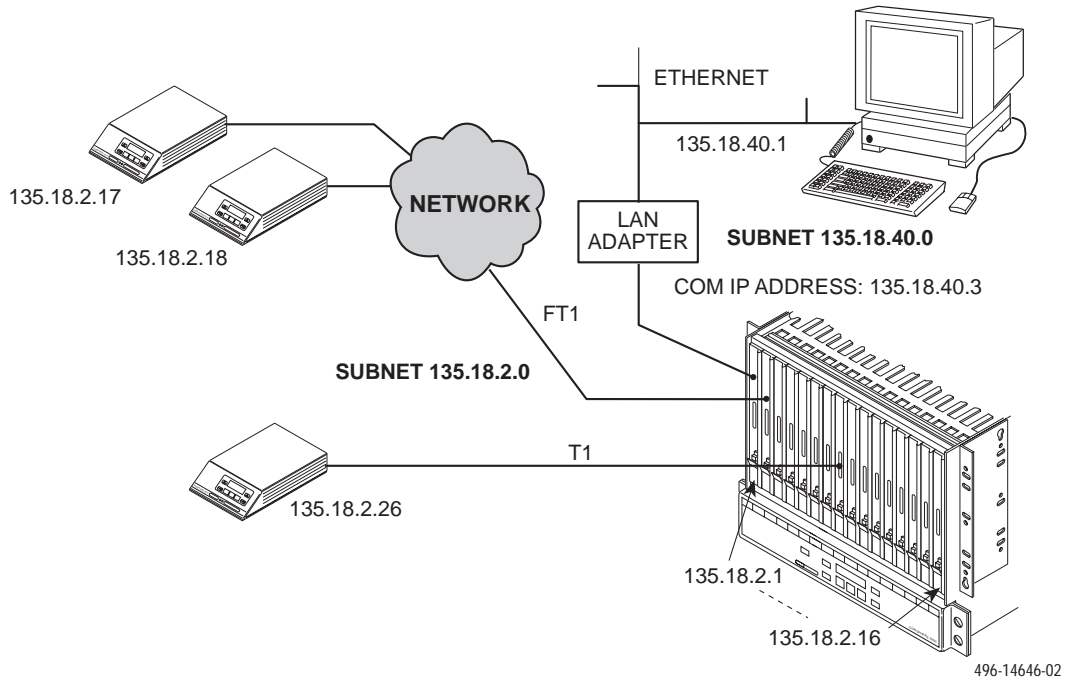 ETHERNET
135.18.40.1
135.18.2.17
NETWORK
LAN
ADAPTER
SUBNET 135.18.40.0
135.18.2.18
COM IP ADDRESS: 135.18.40.3
FT1
SUBNET 135.18.2.0
T1
135.18.2.26
135.18.2.1
135.18.2.16
496-14646-02